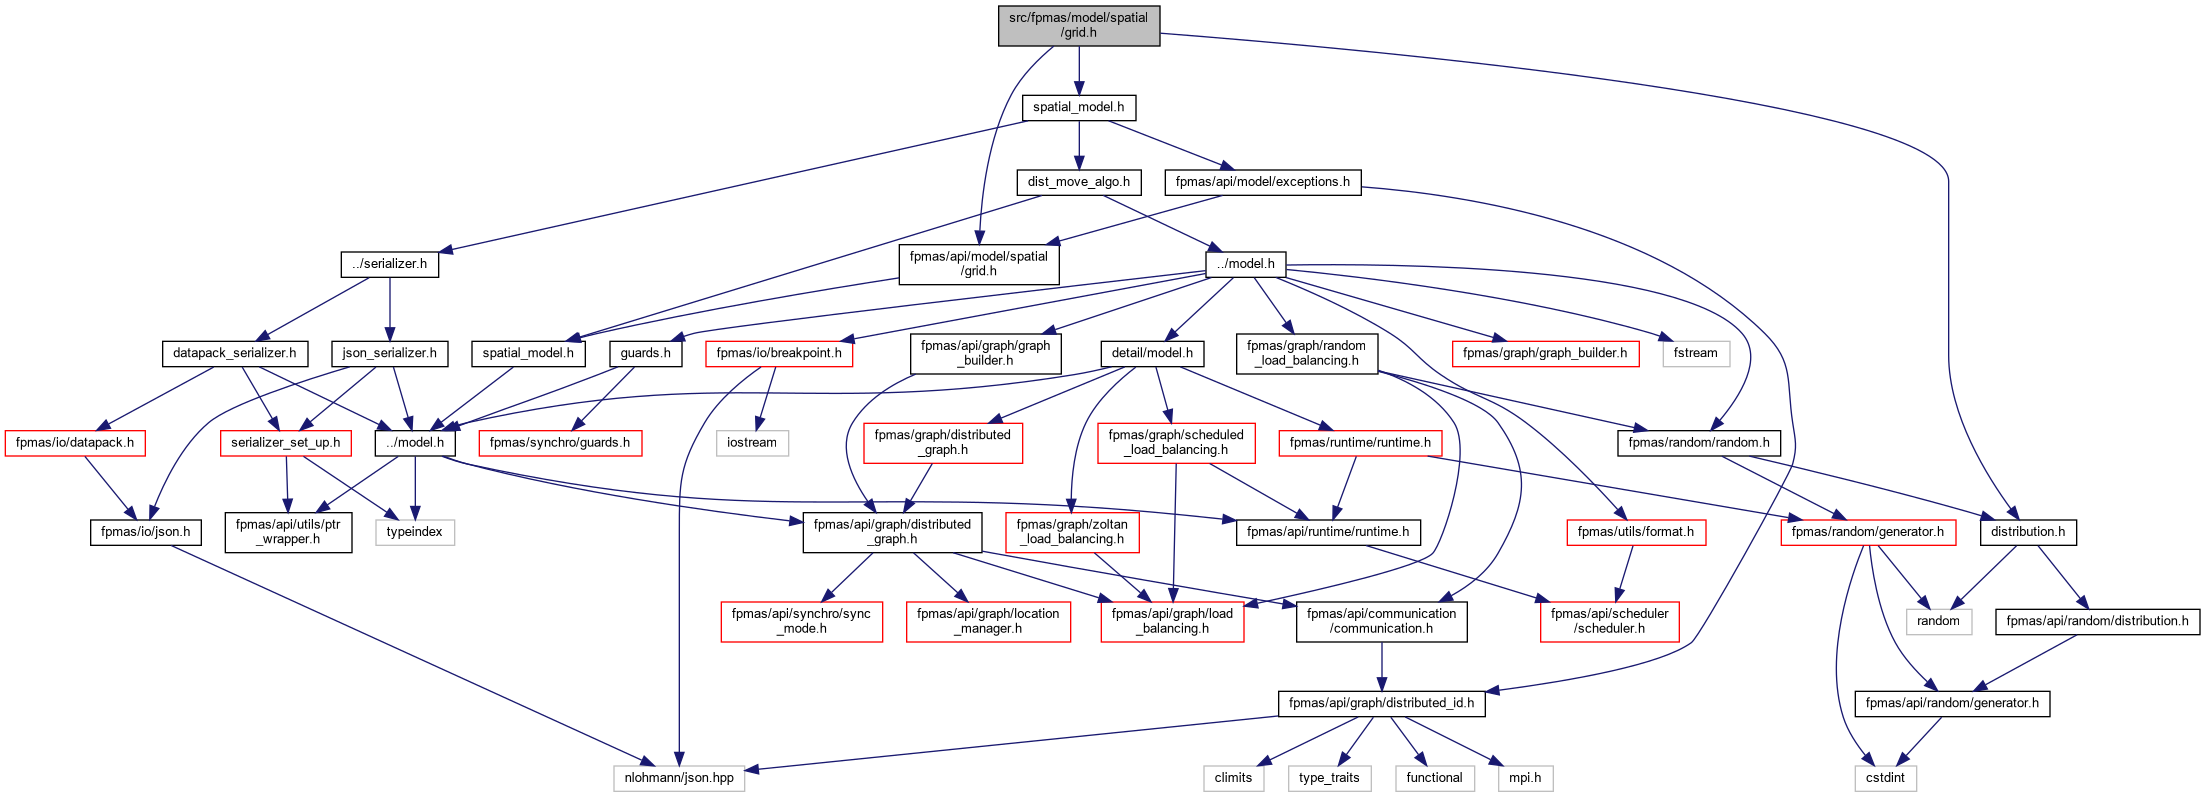 src/fpmas/model/spatial
/grid.h
spatial_model.h
dist_move_algo.h
fpmas/api/model/exceptions.h
../serializer.h
fpmas/api/model/spatial
/grid.h
../model.h
datapack_serializer.h
json_serializer.h
spatial_model.h
guards.h
fpmas/io/breakpoint.h
fpmas/api/graph/graph
_builder.h
detail/model.h
fpmas/graph/random
_load_balancing.h
fpmas/graph/graph_builder.h
fstream
fpmas/io/datapack.h
serializer_set_up.h
../model.h
fpmas/synchro/guards.h
iostream
fpmas/graph/distributed
_graph.h
fpmas/graph/scheduled
_load_balancing.h
fpmas/runtime/runtime.h
fpmas/random/random.h
fpmas/io/json.h
fpmas/api/utils/ptr
_wrapper.h
typeindex
fpmas/api/graph/distributed
_graph.h
fpmas/graph/zoltan
_load_balancing.h
fpmas/api/runtime/runtime.h
fpmas/utils/format.h
fpmas/random/generator.h
distribution.h
fpmas/api/synchro/sync
_mode.h
fpmas/api/graph/location
_manager.h
fpmas/api/graph/load
_balancing.h
fpmas/api/communication
/communication.h
fpmas/api/scheduler
/scheduler.h
random
fpmas/api/random/distribution.h
fpmas/api/graph/distributed_id.h
fpmas/api/random/generator.h
nlohmann/json.hpp
climits
type_traits
functional
mpi.h
cstdint